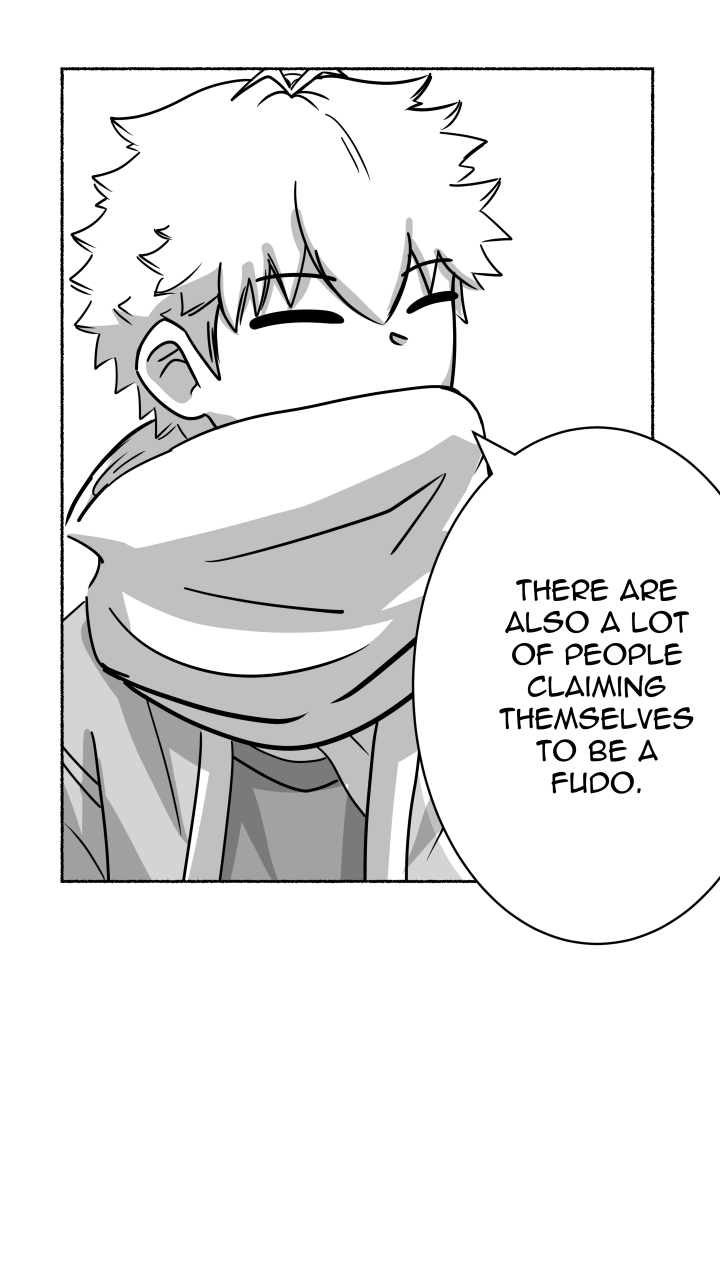 THERE ARE
ALSO A LOT
OF PEOPLE
CLAIMING
THEMSELVES
TO BE A
FUDO.